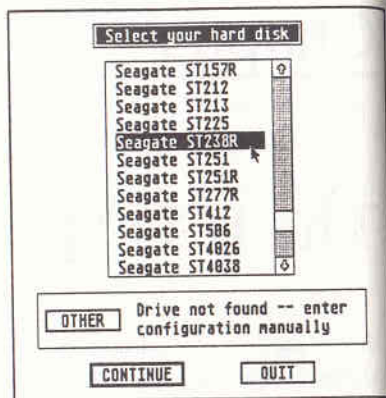 Select your hard disk
Seagate ST157R
Seagate ST212
Seagate ST213
Seagate ST225
Seagate ST238R
Seagate ST251
Seagate ST251R
Seagate ST277R
Seagate ST412
Seagate ST506
Seagate ST4026
Seagate ST4038
OTHER
Drive not found -- enter
configuration manually
CONTINUE
QUIT